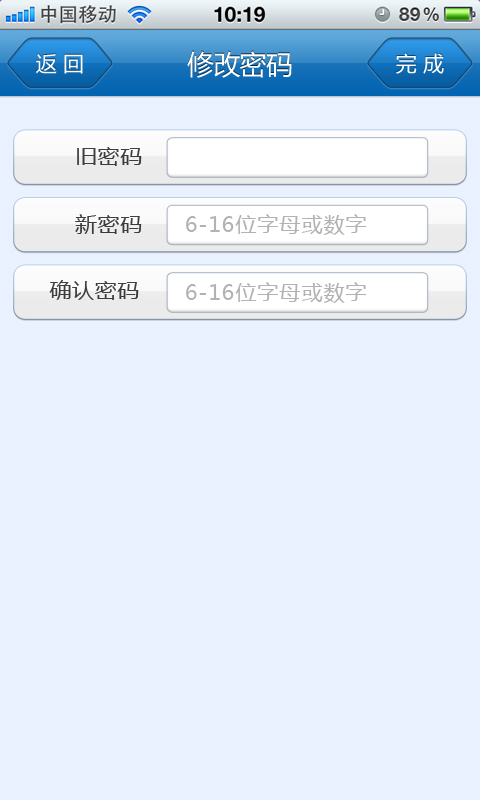 中国移动 10:19 89%
返回 修改密码 完成
旧密码
新密码 6-16位字母或数字
确认密码 6-16位字母或数字